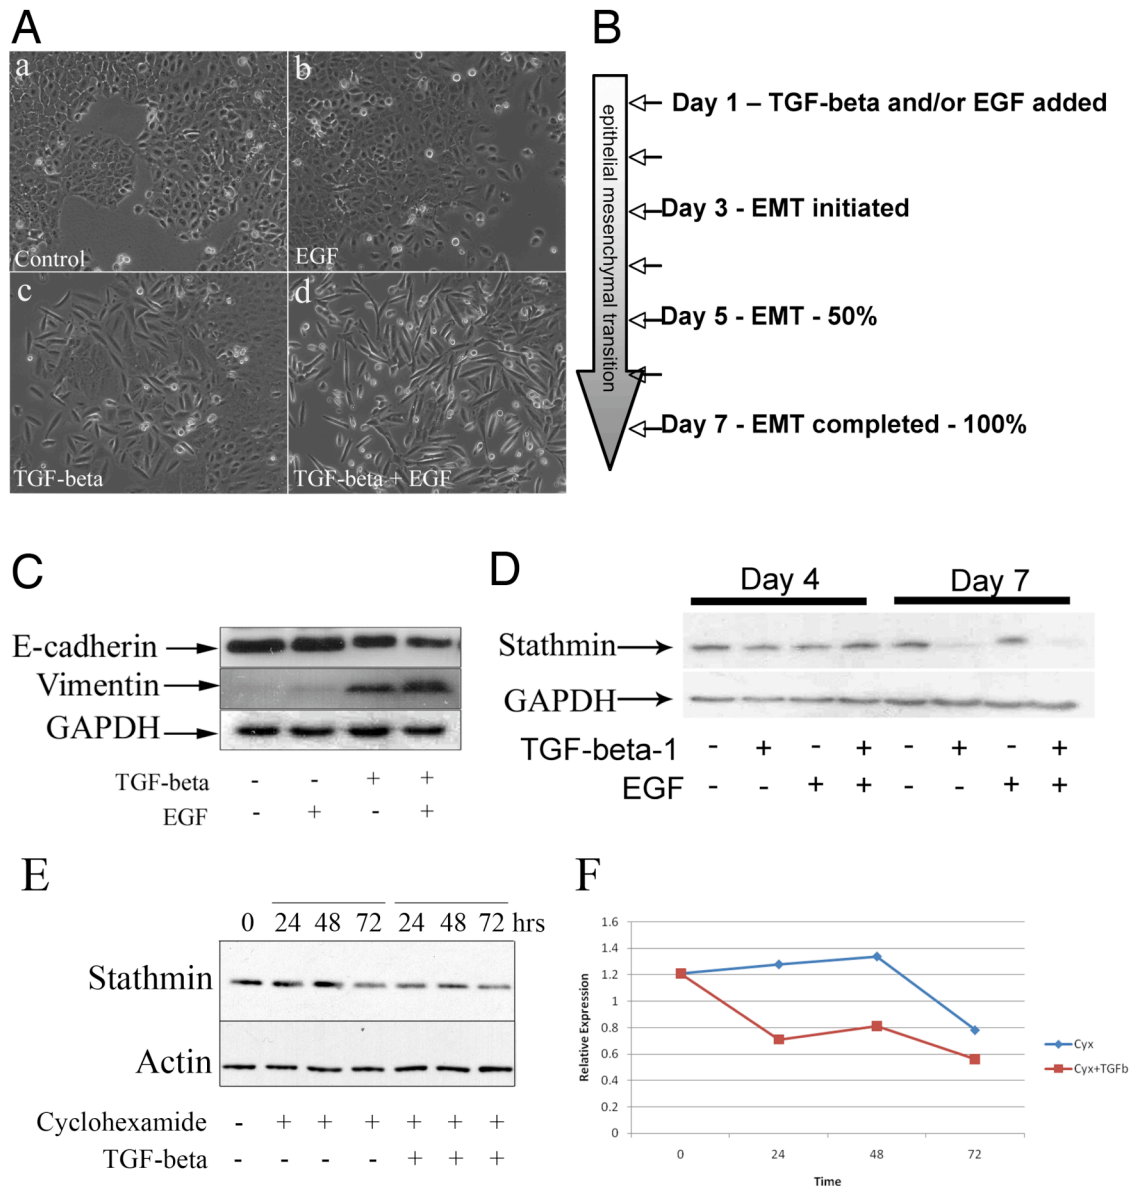 A
a
b
Control
EGF
c
d
TGF-beta
TGF-beta + EGF
B
epithelial mesenchymal transition
Day 1 – TGF-beta and/or EGF added
Day 3 - EMT initiated
Day 5 - EMT - 50%
Day 7 - EMT completed - 100%
C
E-cadherin
Vimentin
GAPDH
TGF-beta - - + +
EGF - + - +
D
Day 4 Day 7
Stathmin
GAPDH
TGF-beta-1 - + - + - + - +
EGF - - + + - - + +
E
0 24 48 72 24 48 72 hrs
Stathmin
Actin
Cyclohexamide - + + + + + +
TGF-beta - - - - + + +
F
Relative Expression
1.6
1.4
1.2
1
0.8
0.6
0.4
0.2
0
0 24 48 72
Time
Cyx
Cyx+TGFb